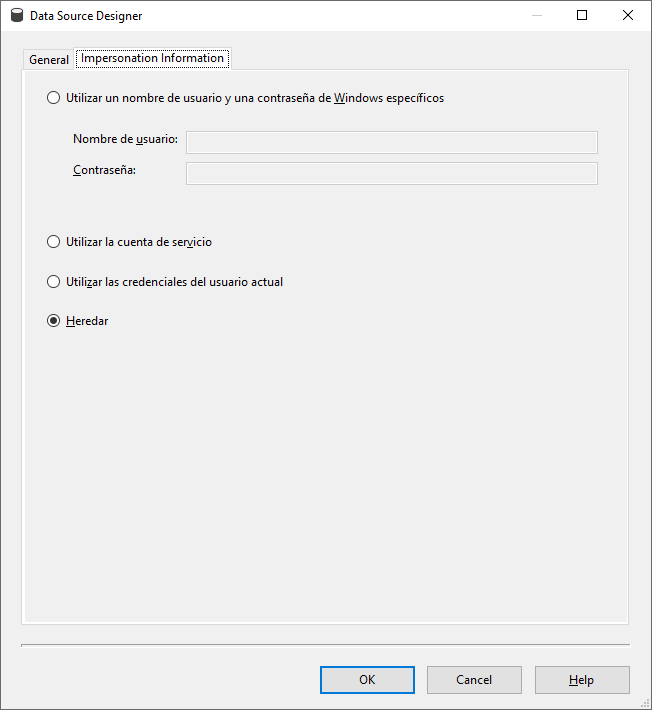 Data Source Designer
General
Impersonation Information
Utilizar un nombre de usuario y una contraseña de Windows específicos
Nombre de usuario:
Contraseña:
Utilizar la cuenta de servicio
Utilizar las credenciales del usuario actual
Heredar
OK
Cancel
Help